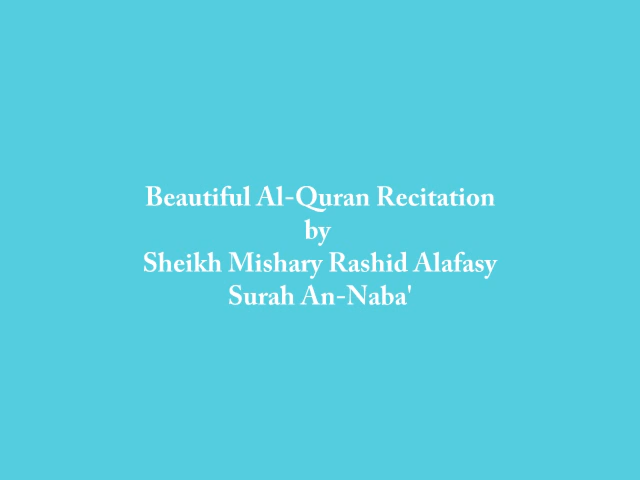 Beautiful Al-Quran Recitation
by
Sheikh Mishary Rashid Alafasy
Surah An-Naba'